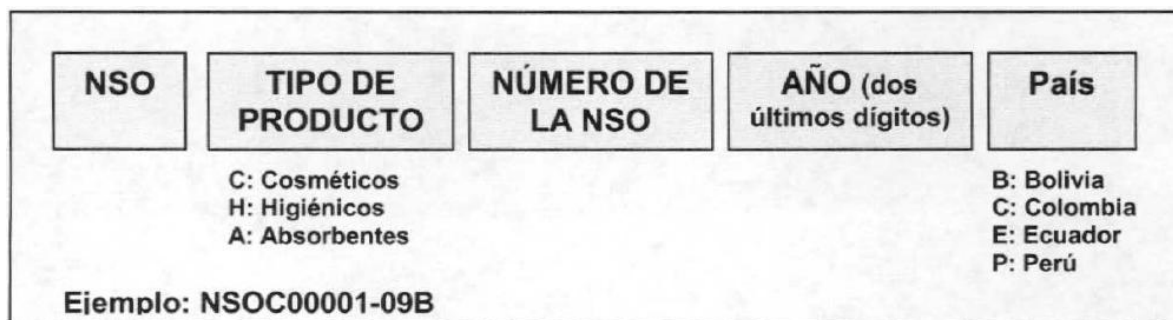 NSO
TIPO DE
PRODUCTO
NÚMERO DE
LA NSO
AÑO (dos
últimos dígitos)
País
C: Cosméticos
H: Higiénicos
A: Absorbentes
B: Bolivia
C: Colombia
E: Ecuador
P: Perú
Ejemplo: NSOC00001-09B